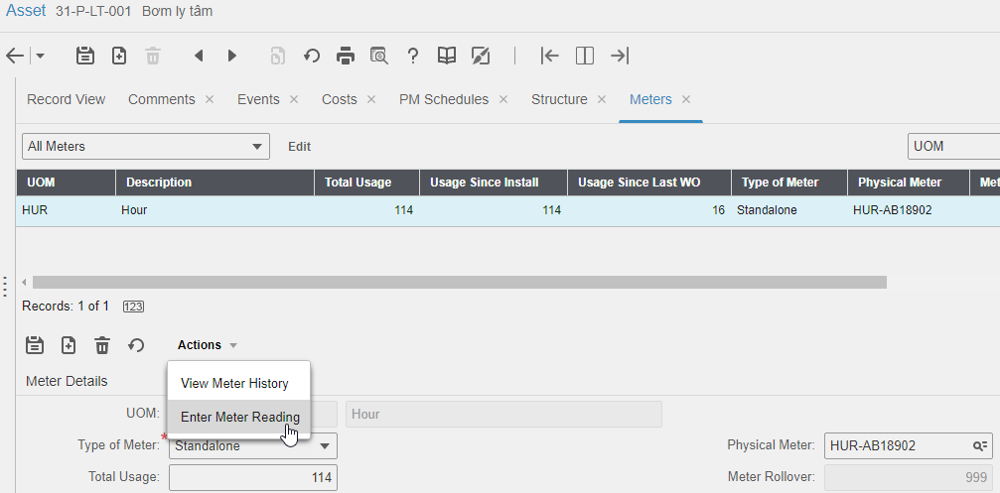 Asset 31-P-LT-001 Bơm ly tâm
Record View Comments Events Costs PM Schedules Structure Meters
All Meters Edit UOM
UOM Description Total Usage Usage Since Install Usage Since Last WO Type of Meter Physical Meter Met
HUR Hour 114 114 16 Standalone HUR-AB18902
Records: 1 of 1 123
Actions
View Meter History
Enter Meter Reading
Meter Details
UOM: Hour
Type of Meter: * Standalone Physical Meter: HUR-AB18902
Total Usage: 114 Meter Rollover: 999